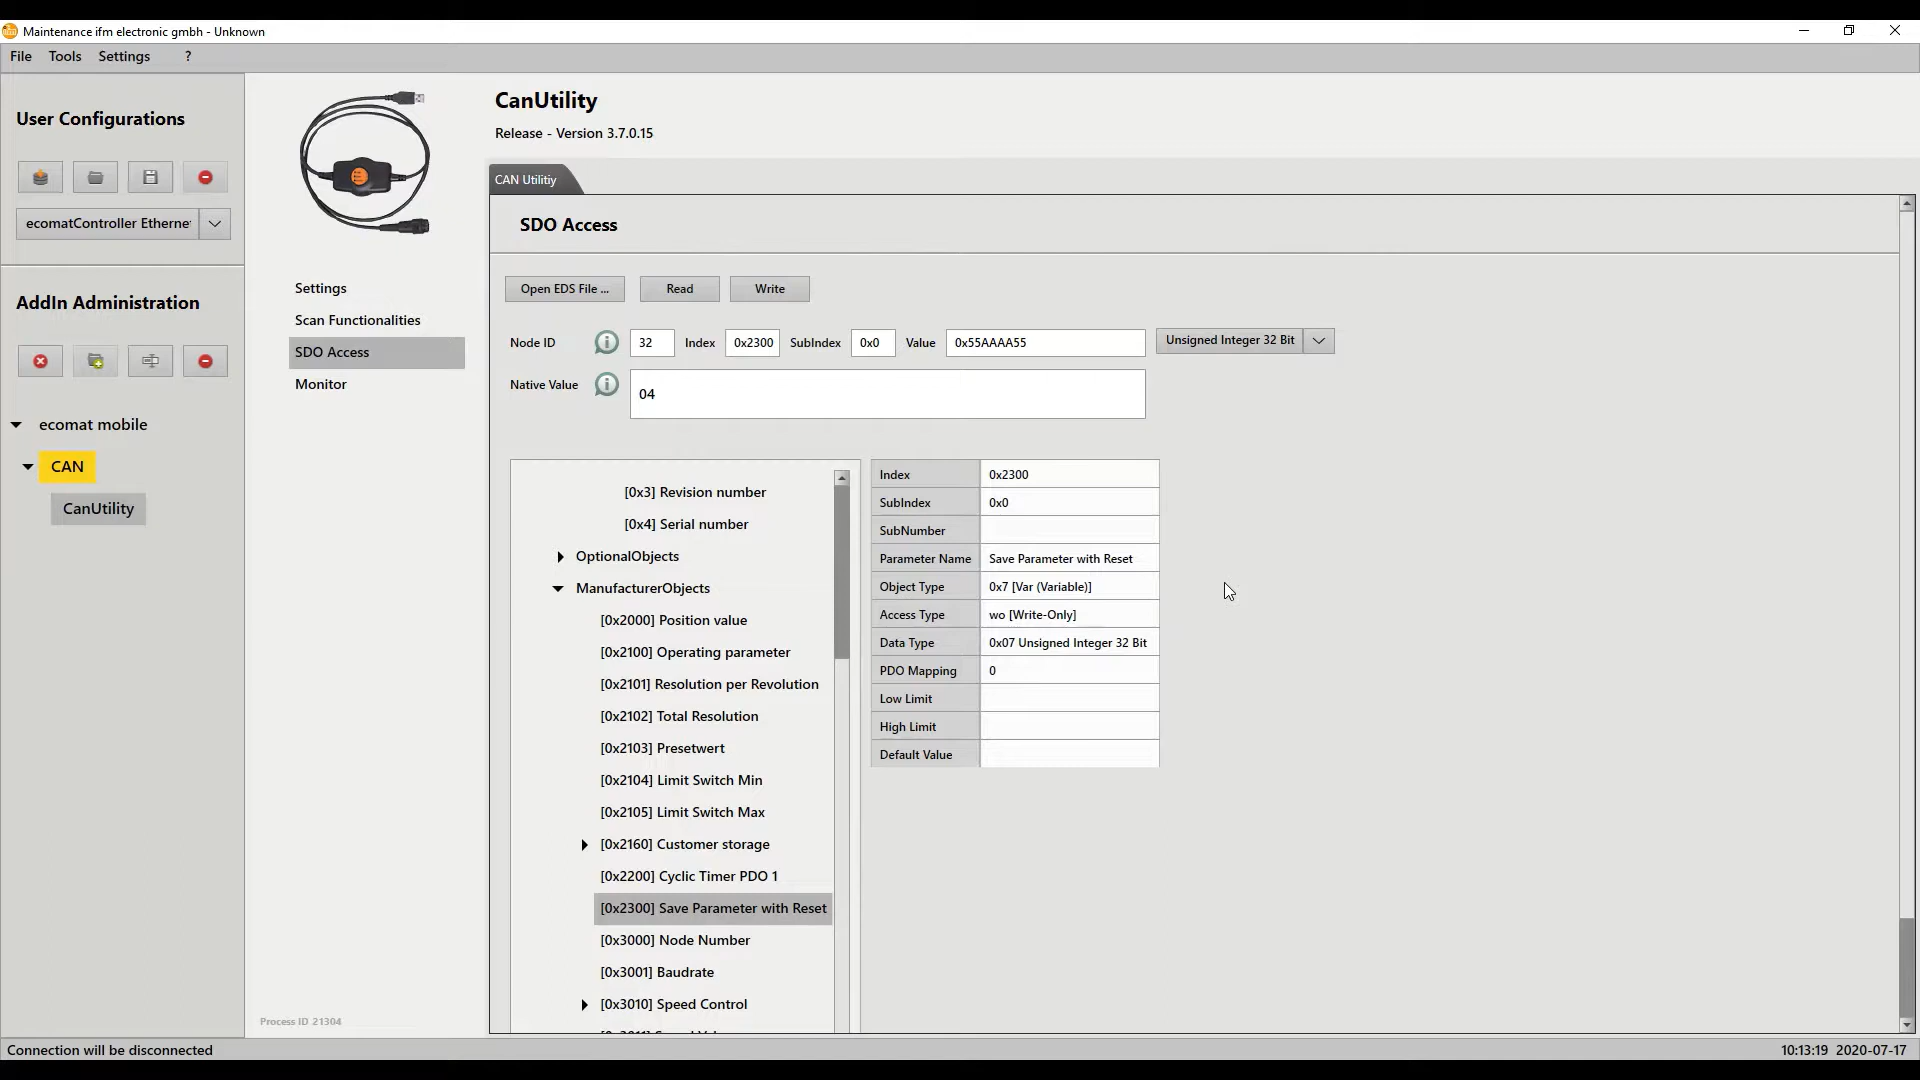 Maintenance ifm electronic gmbh - Unknown
File Tools Settings ?
User Configurations
ecomatController Etherne
AddIn Administration
ecomat mobile
CAN
CanUtility
Settings
Scan Functionalities
SDO Access
Monitor
Process ID 21304
CanUtility
Release - Version 3.7.0.15
CAN Utilitiy
SDO Access
Open EDS File ... Read Write
Node ID 32 Index 0x2300 SubIndex 0x0 Value 0x55AAAA55 Unsigned Integer 32 Bit
Native Value 04
[0x3] Revision number
[0x4] Serial number
OptionalObjects
ManufacturerObjects
[0x2000] Position value
[0x2100] Operating parameter
[0x2101] Resolution per Revolution
[0x2102] Total Resolution
[0x2103] Presetwert
[0x2104] Limit Switch Min
[0x2105] Limit Switch Max
[0x2160] Customer storage
[0x2200] Cyclic Timer PDO 1
[0x2300] Save Parameter with Reset
[0x3000] Node Number
[0x3001] Baudrate
[0x3010] Speed Control
Index 0x2300
SubIndex 0x0
SubNumber
Parameter Name Save Parameter with Reset
Object Type 0x7 [Var (Variable)]
Access Type wo [Write-Only]
Data Type 0x07 Unsigned Integer 32 Bit
PDO Mapping 0
Low Limit
High Limit
Default Value
Connection will be disconnected
10:13:19 2020-07-17